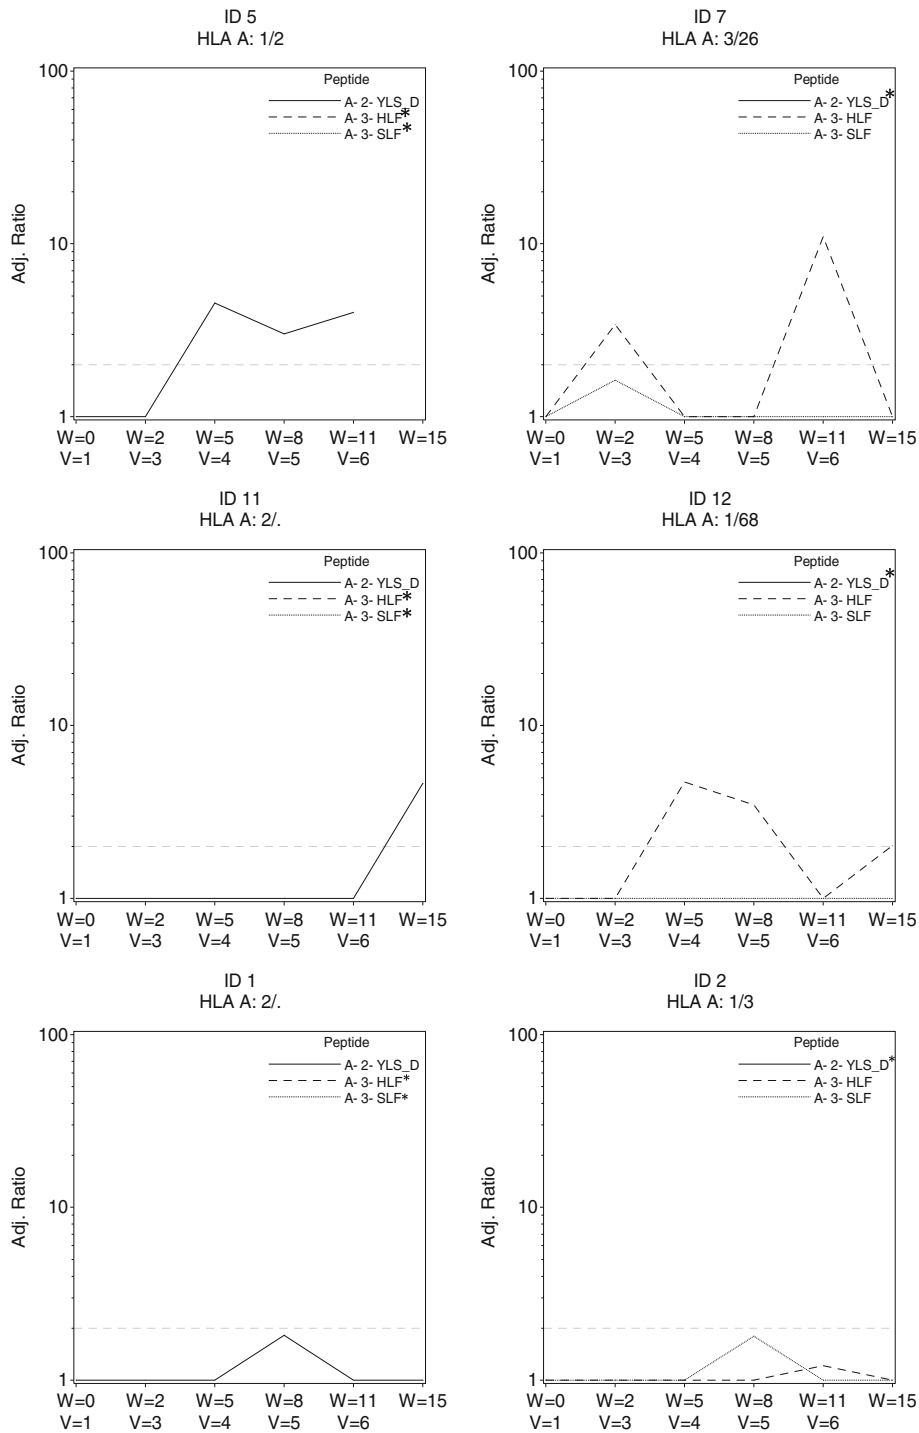 ID 5
HLA A: 1/2
100
Peptide
A- 2- YLS_D
A- 3- HLF*
A- 3- SLF*
Adj. Ratio
10
1
W=0 W=2 W=5 W=8 W=11 W=15
V=1 V=3 V=4 V=5 V=6
ID 7
HLA A: 3/26
100
Peptide
A- 2- YLS_D*
A- 3- HLF
A- 3- SLF
Adj. Ratio
10
1
W=0 W=2 W=5 W=8 W=11 W=15
V=1 V=3 V=4 V=5 V=6
ID 11
HLA A: 2/.
100
Peptide
A- 2- YLS_D
A- 3- HLF*
A- 3- SLF*
Adj. Ratio
10
1
W=0 W=2 W=5 W=8 W=11 W=15
V=1 V=3 V=4 V=5 V=6
ID 12
HLA A: 1/68
100
Peptide
A- 2- YLS_D*
A- 3- HLF
A- 3- SLF
Adj. Ratio
10
1
W=0 W=2 W=5 W=8 W=11 W=15
V=1 V=3 V=4 V=5 V=6
ID 1
HLA A: 2/.
100
Peptide
A- 2- YLS_D
A- 3- HLF*
A- 3- SLF*
Adj. Ratio
10
1
W=0 W=2 W=5 W=8 W=11 W=15
V=1 V=3 V=4 V=5 V=6
ID 2
HLA A: 1/3
100
Peptide
A- 2- YLS_D*
A- 3- HLF
A- 3- SLF
Adj. Ratio
10
1
W=0 W=2 W=5 W=8 W=11 W=15
V=1 V=3 V=4 V=5 V=6